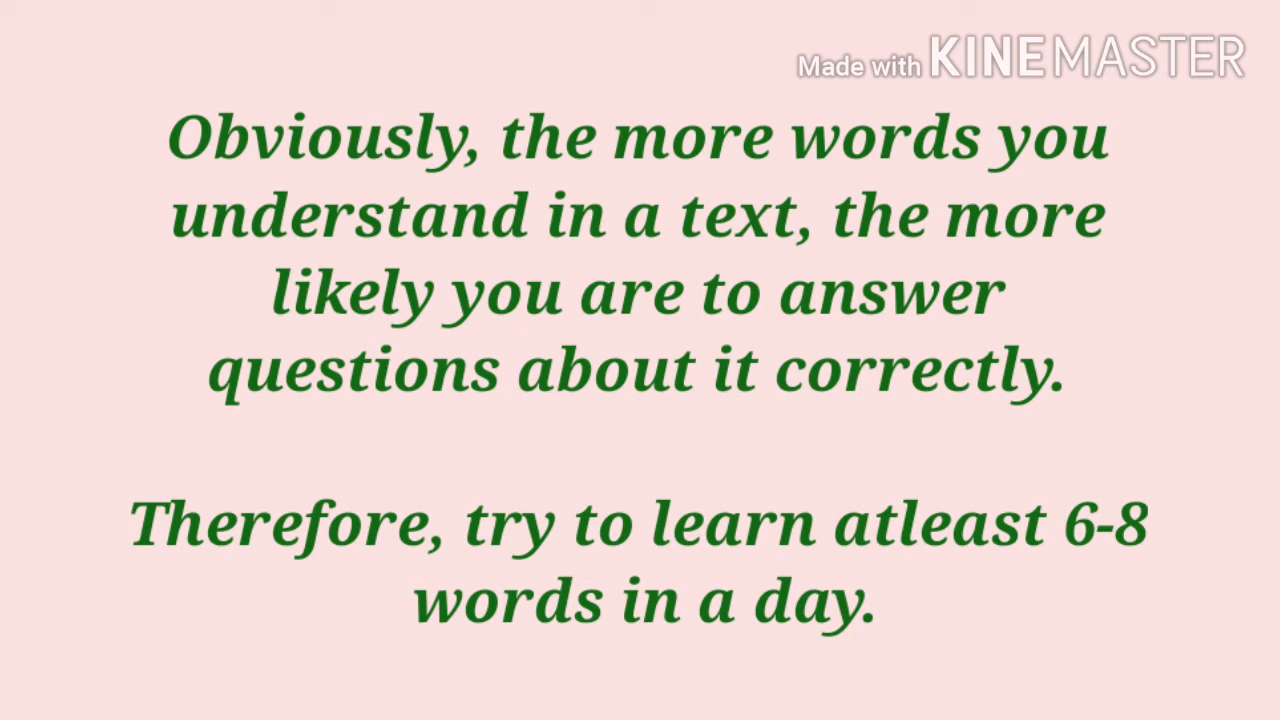 Made with KINEMASTER
Obviously, the more words you
understand in a text, the more
likely you are to answer
questions about it correctly.
Therefore, try to learn atleast 6-8
words in a day.